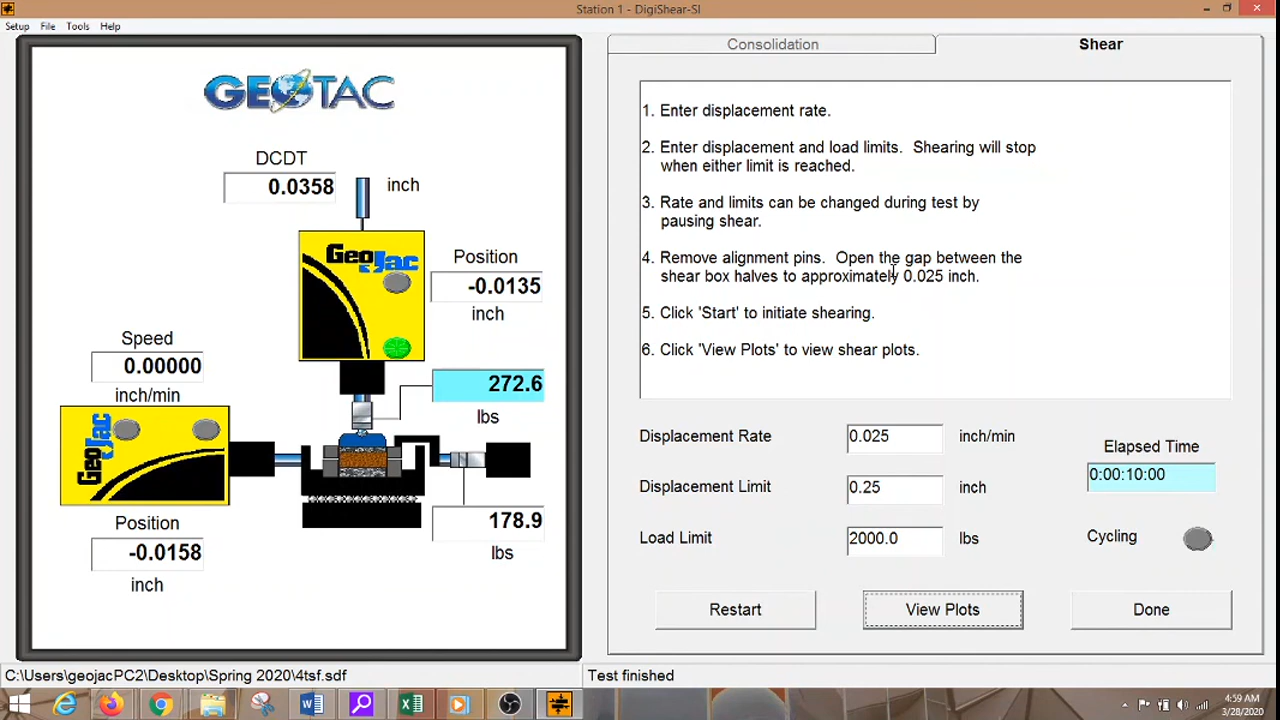 Station 1 - DigiShear-SI
Setup File Tools Help
GEOTAC
DCDT
0.0358 inch
GeoJac
Position
-0.0135
inch
Speed
0.00000
inch/min
272.6
lbs
GeoJac
178.9
lbs
Position
-0.0158
inch
Consolidation Shear
1. Enter displacement rate.
2. Enter displacement and load limits. Shearing will stop
when either limit is reached.
3. Rate and limits can be changed during test by
pausing shear.
4. Remove alignment pins. Open the gap between the
shear box halves to approximately 0.025 inch.
5. Click 'Start' to initiate shearing.
6. Click 'View Plots' to view shear plots.
Displacement Rate 0.025 inch/min
Displacement Limit 0.25 inch
Load Limit 2000.0 lbs
Elapsed Time
0:00:10:00
Cycling
Restart View Plots Done
C:\Users\geojacPC2\Desktop\Spring 2020\4tsf.sdf Test finished
4:59 AM
3/28/2020